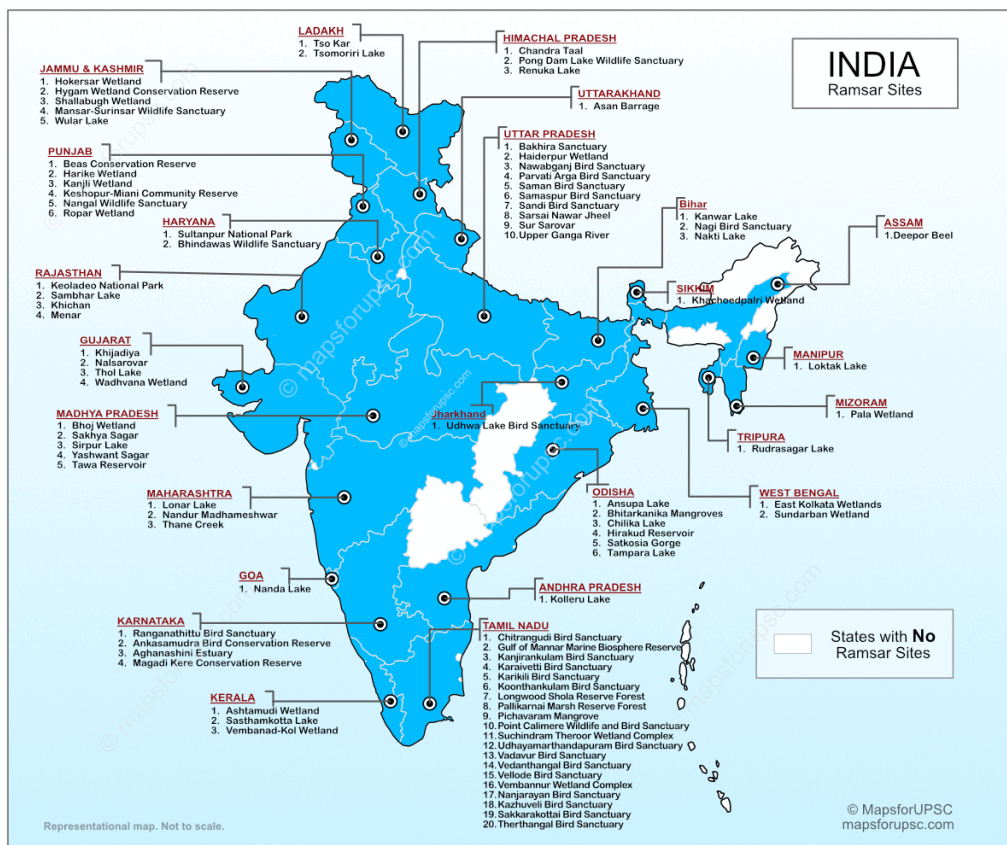 INDIA
Ramsar Sites
LADAKH
1. Tso Kar
2. Tsomoriri Lake
HIMACHAL PRADESH
1. Chandra Taal
2. Pong Dam Lake Wildlife Sanctuary
3. Renuka Lake
JAMMU & KASHMIR
1. Hokersar Wetland
2. Hygam Wetland Conservation Reserve
3. Shallabugh Wetland
4. Mansar-Surinsar Wildlife Sanctuary
5. Wular Lake
UTTARAKHAND
1. Asan Barrage
PUNJAB
1. Beas Conservation Reserve
2. Harike Wetland
3. Kanjli Wetland
4. Keshopur-Miani Community Reserve
5. Nangal Wildlife Sanctuary
6. Ropar Wetland
UTTAR PRADESH
1. Bakhira Sanctuary
2. Haiderpur Wetland
3. Nawabganj Bird Sanctuary
4. Parvati Arga Bird Sanctuary
5. Saman Bird Sanctuary
6. Samaspur Bird Sanctuary
7. Sandi Bird Sanctuary
8. Sarsai Nawar Jheel
9. Sur Sarovar
10. Upper Ganga River
HARYANA
1. Sultanpur National Park
2. Bhindawas Wildlife Sanctuary
Bihar
1. Kanwar Lake
2. Nagi Bird Sanctuary
3. Nakti Lake
ASSAM
1.Deepor Beel
RAJASTHAN
1. Keoladeo National Park
2. Sambhar Lake
3. Khichan
4. Menar
SIKKIM
1. Khachoedpalri Wetland
GUJARAT
1. Khijadiya
2. Nalsarovar
3. Thol Lake
4. Wadhvana Wetland
MANIPUR
1. Loktak Lake
MADHYA PRADESH
1. Bhoj Wetland
2. Sakhya Sagar
3. Sirpur Lake
4. Yashwant Sagar
5. Tawa Reservoir
Jharkhand
1. Udhwa Lake Bird Sanctuary
MIZORAM
1. Pala Wetland
TRIPURA
1. Rudrasagar Lake
MAHARASHTRA
1. Lonar Lake
2. Nandur Madhameshwar
3. Thane Creek
ODISHA
1. Ansupa Lake
2. Bhitarkanika Mangroves
3. Chilika Lake
4. Hirakud Reservoir
5. Satkosia Gorge
6. Tampara Lake
WEST BENGAL
1. East Kolkata Wetlands
2. Sundarban Wetland
GOA
1. Nanda Lake
ANDHRA PRADESH
1. Kolleru Lake
KARNATAKA
1. Ranganathittu Bird Sanctuary
2. Ankasamudra Bird Conservation Reserve
3. Aghanashini Estuary
4. Magadi Kere Conservation Reserve
TAMIL NADU
1. Chitrangudi Bird Sanctuary
2. Gulf of Mannar Marine Biosphere Reserve
3. Kanjirankulam Bird Sanctuary
4. Karaivetti Bird Sanctuary
5. Karikili Bird Sanctuary
6. Koonthankulam Bird Sanctuary
7. Longwood Shola Reserve Forest
8. Pallikarnai Marsh Reserve Forest
9. Pichavaram Mangrove
10. Point Calimere Wildlife and Bird Sanctuary
11. Suchindram Theroor Wetland Complex
12. Udhayamarthandapuram Bird Sanctuary
13. Vadavur Bird Sanctuary
14. Vedanthangal Bird Sanctuary
15. Vellode Bird Sanctuary
16. Vembannur Wetland Complex
17. Nanjarayan Bird Sanctuary
18. Kazhuveli Bird Sanctuary
19. Sakkarakottai Bird Sanctuary
20. Therthangal Bird Sanctuary
KERALA
1. Ashtamudi Wetland
2. Sasthamkotta Lake
3. Vembanad-Kol Wetland
States with No
Ramsar Sites
Representational map. Not to scale.
© MapsforUPSC
mapsforupsc.com
© mapsforupsc.com
© mapsforupsc.com